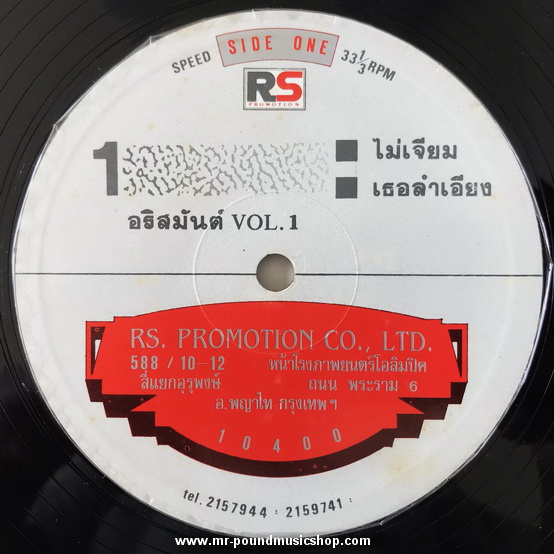 SPEED SIDE ONE 33 1/3 RPM
RS
PROMOTION
1
ไม่เจียม
เธอลำเอียง
อริสมันต์ VOL.1
RS. PROMOTION CO., LTD.
588 / 10-12 หน้าโรงภาพยนตร์โอลิมปิค
สี่แยกอุรุพงษ์ ถนน พระราม 6
อ.พญาไท กรุงเทพฯ
10400
tel. 2157944 : 2159741 :
www.mr-poundmusicshop.com